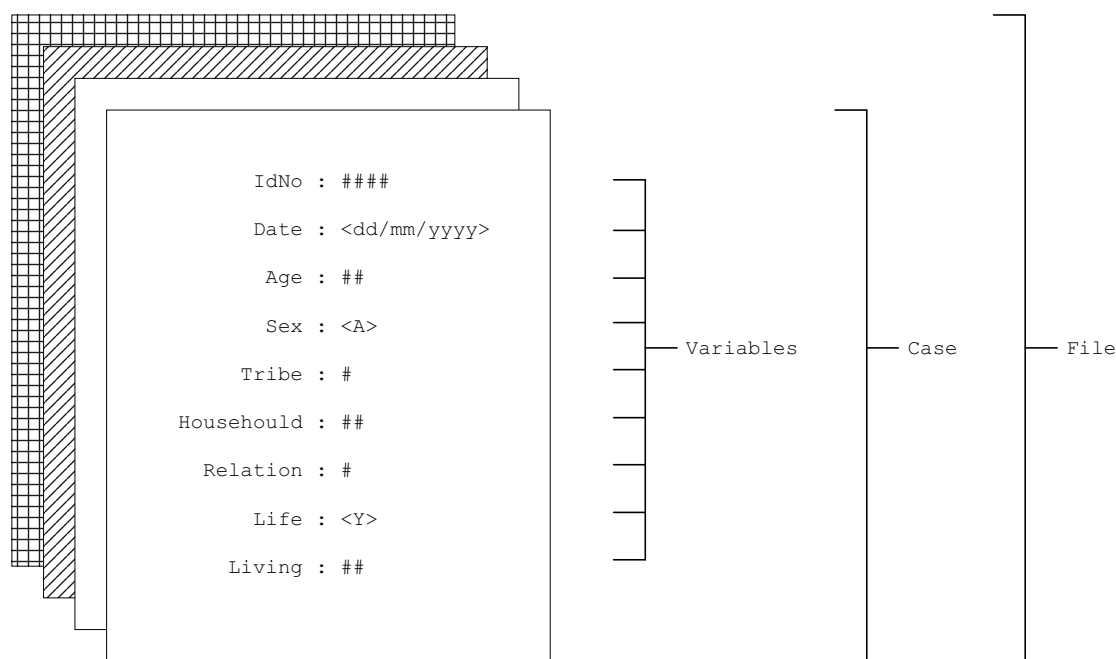 IdNo : ####
Date : <dd/mm/yyyy>
Age : ##
Sex : <A>
Variables
Case
File
Tribe : #
Househould : ##
Relation : #
Life : <Y>
Living : ##